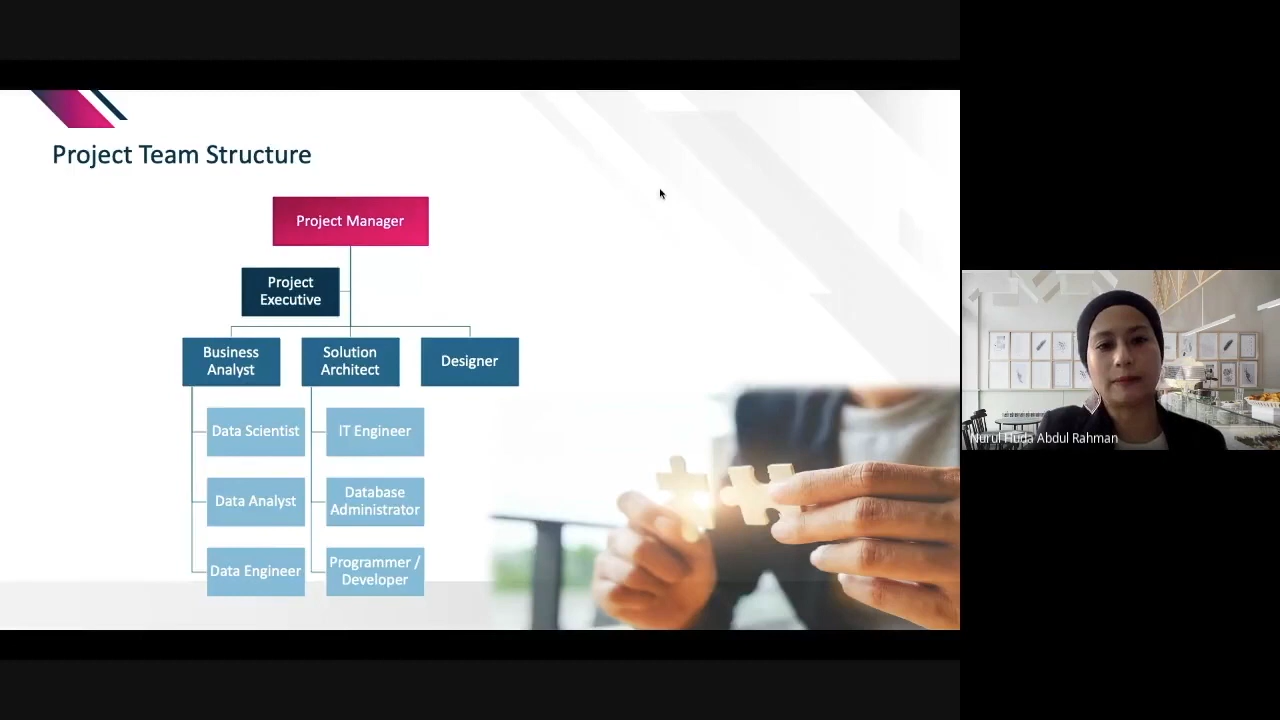 Project Team Structure
Project Manager
Project
Executive
Business
Analyst
Solution
Architect
Designer
Data Scientist
IT Engineer
Data Analyst
Database
Administrator
Data Engineer
Programmer /
Developer
Nurul Huda Abdul Rahman